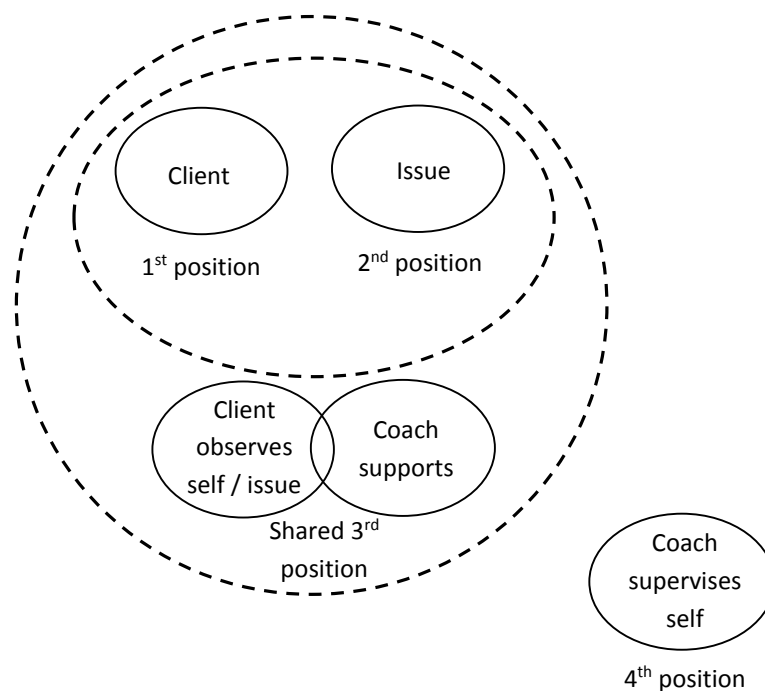 Client
Issue
1st position
2nd position
Client
observes
self / issue
Coach
supports
Shared 3rd
position
Coach
supervises
self
4th position